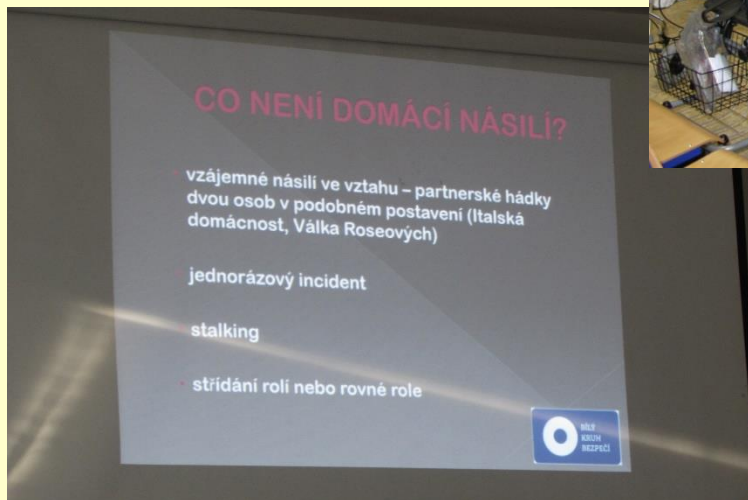 CO NENÍ DOMÁCÍ NÁSILÍ?
vzájemné násilí ve vztahu – partnerské hádky
dvou osob v podobném postavení (Italská
domácnost, Válka Roseových)
jednorázový incident
stalking
střídání rolí nebo rovné role
BÍLÝ
KRUH
BEZPEČÍ